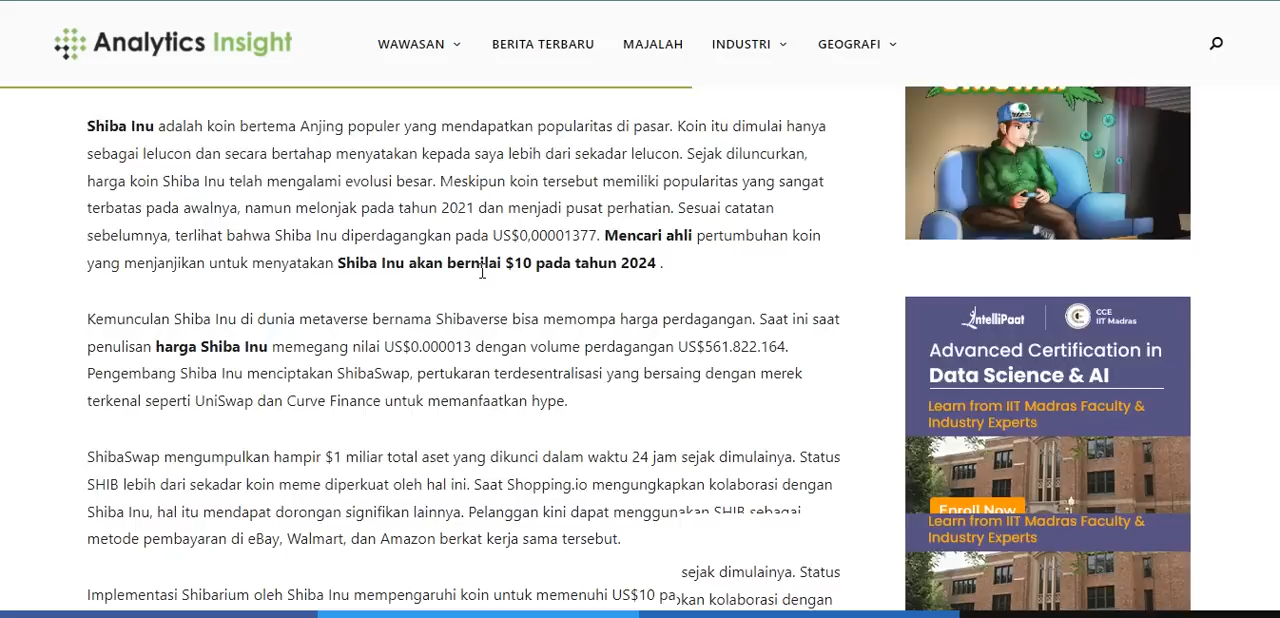 Analytics Insight
WAWASAN
BERITA TERBARU
MAJALAH
INDUSTRI
GEOGRAFI
Shiba Inu adalah koin bertema Anjing populer yang mendapatkan popularitas di pasar. Koin itu dimulai hanya
sebagai lelucon dan secara bertahap menyatakan kepada saya lebih dari sekadar lelucon. Sejak diluncurkan,
harga koin Shiba Inu telah mengalami evolusi besar. Meskipun koin tersebut memiliki popularitas yang sangat
terbatas pada awalnya, namun melonjak pada tahun 2021 dan menjadi pusat perhatian. Sesuai catatan
sebelumnya, terlihat bahwa Shiba Inu diperdagangkan pada US$0,00001377. Mencari ahli pertumbuhan koin
yang menjanjikan untuk menyatakan Shiba Inu akan bernilai $10 pada tahun 2024 .
Kemunculan Shiba Inu di dunia metaverse bernama Shibaverse bisa memompa harga perdagangan. Saat ini saat
penulisan harga Shiba Inu memegang nilai US$0.000013 dengan volume perdagangan US$561.822.164.
Pengembang Shiba Inu menciptakan ShibaSwap, pertukaran terdesentralisasi yang bersaing dengan merek
terkenal seperti UniSwap dan Curve Finance untuk memanfaatkan hype.
ShibaSwap mengumpulkan hampir $1 miliar total aset yang dikunci dalam waktu 24 jam sejak dimulainya. Status
SHIB lebih dari sekadar koin meme diperkuat oleh hal ini. Saat Shopping.io mengungkapkan kolaborasi dengan
Shiba Inu, hal itu mendapat dorongan signifikan lainnya. Pelanggan kini dapat menggunakan SHIB sebagai
metode pembayaran di eBay, Walmart, dan Amazon berkat kerja sama tersebut.
sejak dimulainya. Status
Implementasi Shibarium oleh Shiba Inu mempengaruhi koin untuk memenuhi US$10 pa
kolaborasi dengan
IntelliPaat
CCE
IIT Madras
Advanced Certification in
Data Science & AI
Learn from IIT Madras Faculty &
Industry Experts
Enroll Now
Learn from IIT Madras Faculty &
Industry Experts